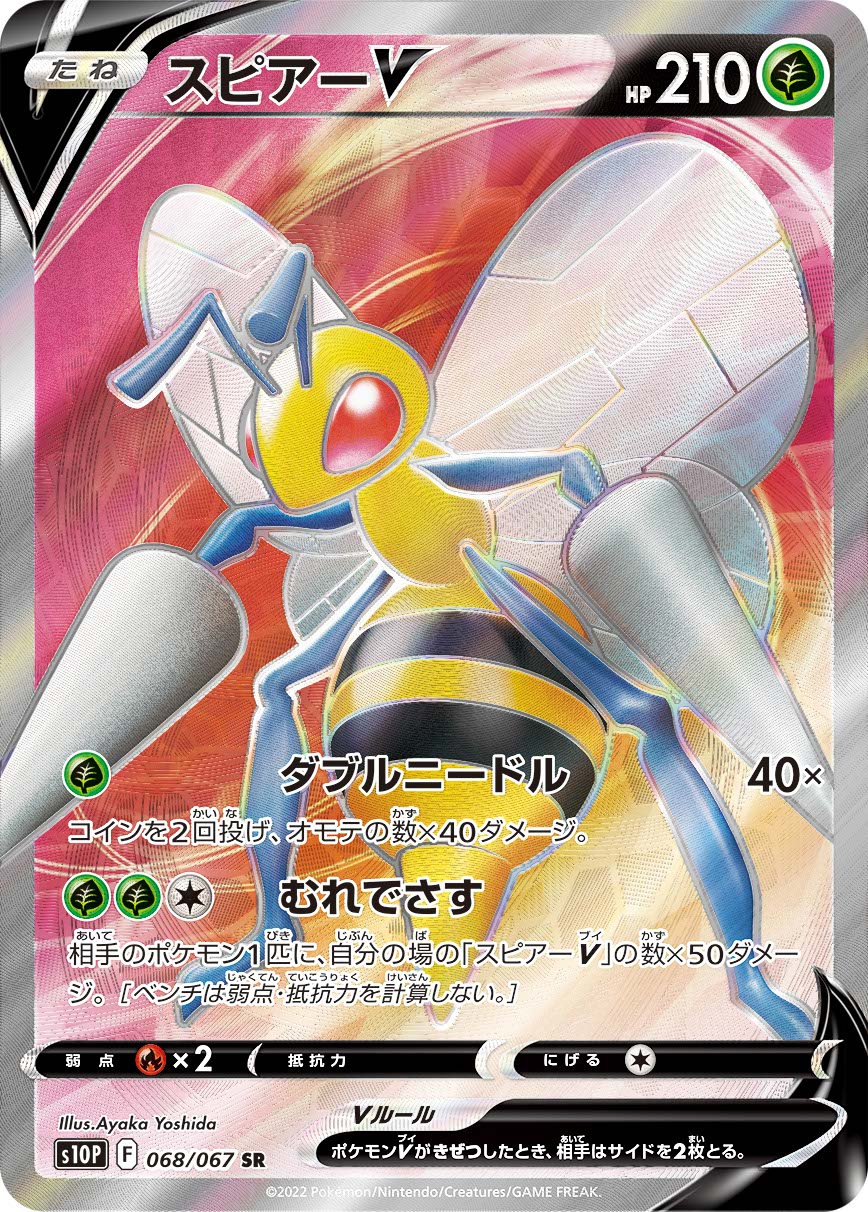 たね スピアーV HP 210
ダブルニードル 40×
コインを2回投げ、オモテの数×40ダメージ。
むれでさす
相手のポケモン1匹に、自分の場の「スピアーV」の数×50ダメー
ジ。[ベンチは弱点・抵抗力を計算しない。]
弱点 ×2 抵抗力 にげる
Illus.Ayaka Yoshida
Vルール
ポケモンVがきぜつしたとき、相手はサイドを2枚とる。
s10P F 068/067 SR
©2022 Pokémon/Nintendo/Creatures/GAME FREAK.